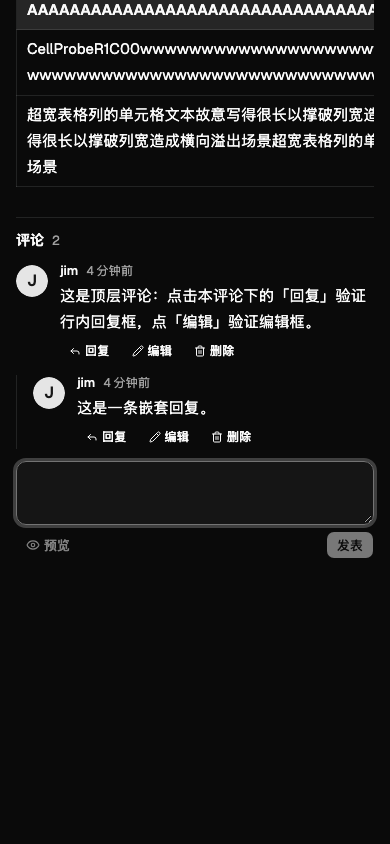 AAAAAAAAAAAAAAAAAAAAAAAAAAAAAAA
CellProbeR1C00wwwwwwwwwwwwwwwwwww
wwwwwwwwwwwwwwwwwwwwwwwwwwww
超宽表格列的单元格文本故意写得很长以撑破列宽造
得很长以撑破列宽造成横向溢出场景超宽表格列的单
场景
评论 2
J
jim 4 分钟前
这是顶层评论：点击本评论下的「回复」验证
行内回复框，点「编辑」验证编辑框。
回复 编辑 删除
J
jim 4 分钟前
这是一条嵌套回复。
回复 编辑 删除
预览 发表